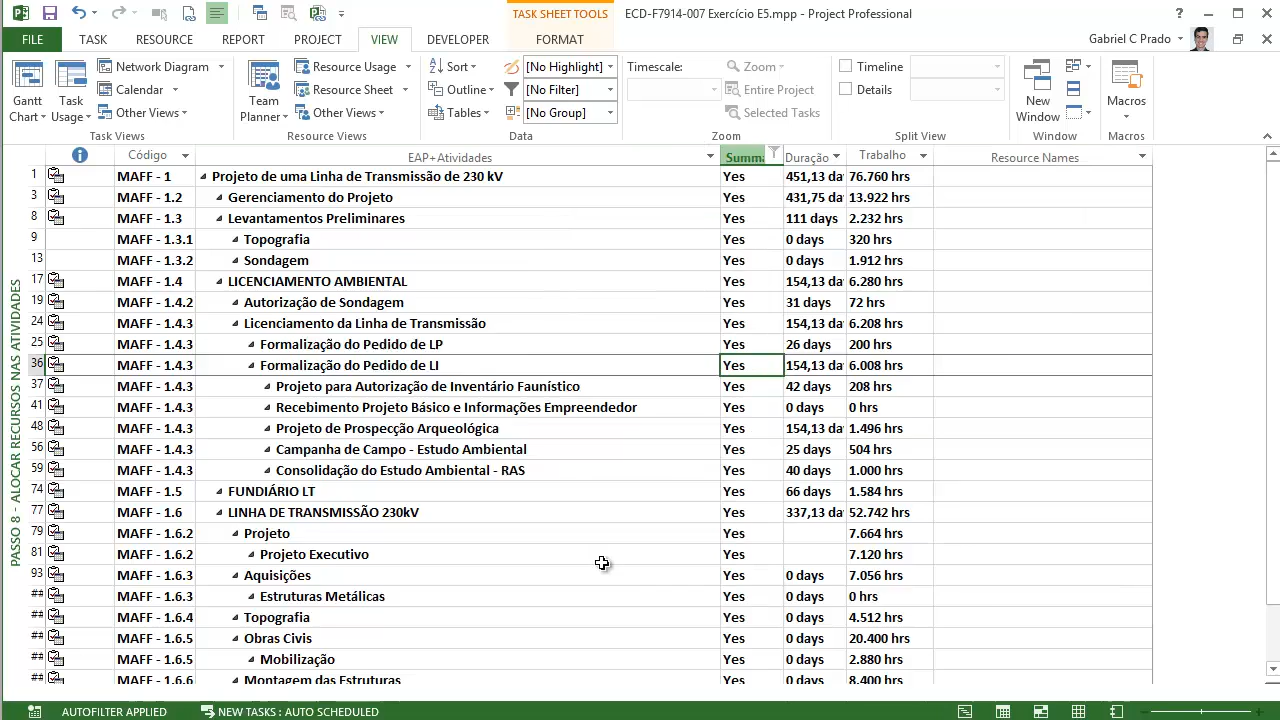 TASK SHEET TOOLS ECD-F7914-007 Exercício E5.mpp - Project Professional ?
FILE TASK RESOURCE REPORT PROJECT VIEW DEVELOPER FORMAT Gabriel C Prado
Network Diagram Resource Usage Sort [No Highlight] Timescale: Zoom Timeline
Calendar Resource Sheet Outline [No Filter] Entire Project Details
Gantt Chart Task Usage Other Views Team Planner Other Views Tables [No Group] Selected Tasks New Window Macros
Task Views Resource Views Data Zoom Split View Window Macros
Código EAP+Atividades Summa Duração Trabalho Resource Names
1 MAFF - 1 Projeto de uma Linha de Transmissão de 230 kV Yes 451,13 da 76.760 hrs
3 MAFF - 1.2 Gerenciamento do Projeto Yes 431,75 da 13.922 hrs
8 MAFF - 1.3 Levantamentos Preliminares Yes 111 days 2.232 hrs
9 MAFF - 1.3.1 Topografia Yes 0 days 320 hrs
13 MAFF - 1.3.2 Sondagem Yes 0 days 1.912 hrs
17 MAFF - 1.4 LICENCIAMENTO AMBIENTAL Yes 154,13 da 6.280 hrs
19 MAFF - 1.4.2 Autorização de Sondagem Yes 31 days 72 hrs
24 MAFF - 1.4.3 Licenciamento da Linha de Transmissão Yes 154,13 da 6.208 hrs
25 MAFF - 1.4.3 Formalização do Pedido de LP Yes 26 days 200 hrs
36 MAFF - 1.4.3 Formalização do Pedido de LI Yes 154,13 da 6.008 hrs
37 MAFF - 1.4.3 Projeto para Autorização de Inventário Faunístico Yes 42 days 208 hrs
41 MAFF - 1.4.3 Recebimento Projeto Básico e Informações Empreendedor Yes 0 days 0 hrs
48 MAFF - 1.4.3 Projeto de Prospecção Arqueológica Yes 154,13 da 1.496 hrs
56 MAFF - 1.4.3 Campanha de Campo - Estudo Ambiental Yes 25 days 504 hrs
59 MAFF - 1.4.3 Consolidação do Estudo Ambiental - RAS Yes 40 days 1.000 hrs
74 MAFF - 1.5 FUNDIÁRIO LT Yes 66 days 1.584 hrs
77 MAFF - 1.6 LINHA DE TRANSMISSÃO 230kV Yes 337,13 da 52.742 hrs
79 MAFF - 1.6.2 Projeto Yes 7.664 hrs
81 MAFF - 1.6.2 Projeto Executivo Yes 7.120 hrs
93 MAFF - 1.6.3 Aquisições Yes 0 days 7.056 hrs
## MAFF - 1.6.3 Estruturas Metálicas Yes 0 days 0 hrs
## MAFF - 1.6.4 Topografia Yes 0 days 4.512 hrs
## MAFF - 1.6.5 Obras Civis Yes 0 days 20.400 hrs
## MAFF - 1.6.5 Mobilização Yes 0 days 2.880 hrs
## MAFF - 1.6.6 Montagem das Estruturas Yes 0 days 8.400 hrs
PASSO 8 - ALOCAR RECURSOS NAS ATIVIDADES
AUTOFILTER APPLIED NEW TASKS : AUTO SCHEDULED